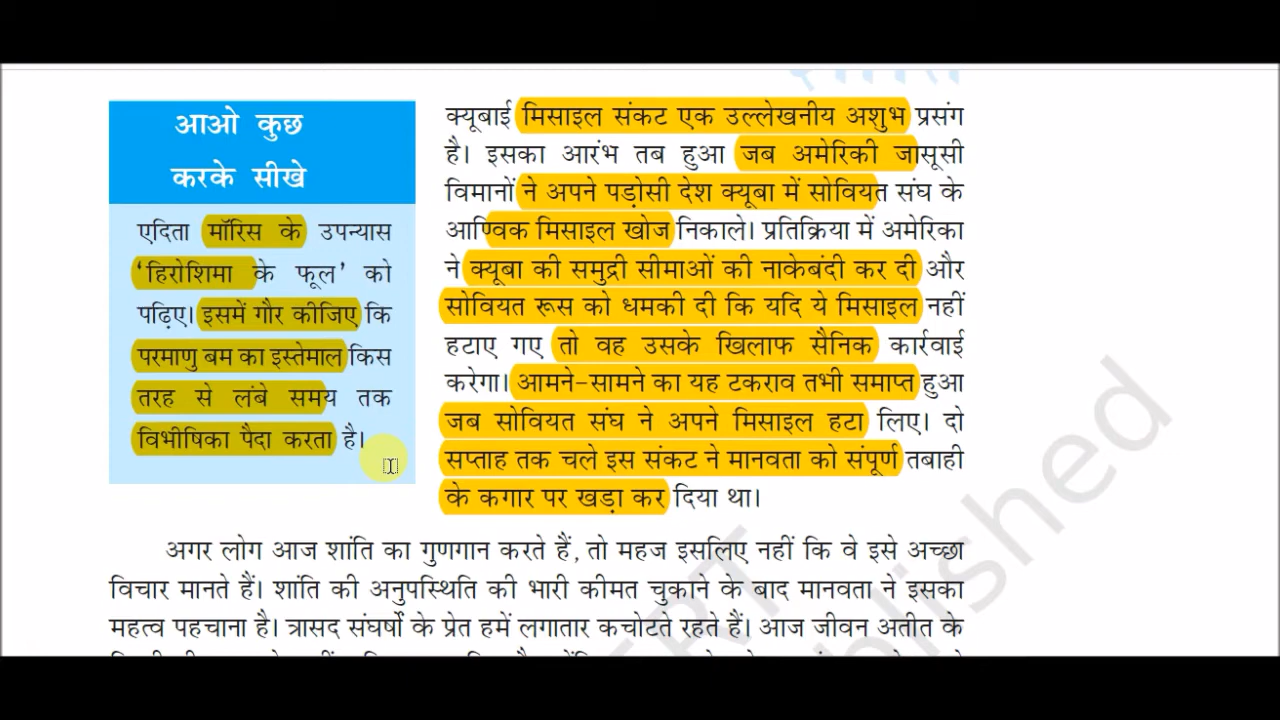 आओ कुछ
करके सीखे
एदिता मॉरिस के उपन्यास
‘हिरोशिमा के फूल’ को
पढ़िए। इसमें गौर कीजिए कि
परमाणु बम का इस्तेमाल किस
तरह से लंबे समय तक
विभीषिका पैदा करता है।
क्यूबाई मिसाइल संकट एक उल्लेखनीय अशुभ प्रसंग
है। इसका आरंभ तब हुआ जब अमेरिकी जासूसी
विमानों ने अपने पड़ोसी देश क्यूबा में सोवियत संघ के
आण्विक मिसाइल खोज निकाले। प्रतिक्रिया में अमेरिका
ने क्यूबा की समुद्री सीमाओं की नाकेबंदी कर दी और
सोवियत रूस को धमकी दी कि यदि ये मिसाइल नहीं
हटाए गए तो वह उसके खिलाफ सैनिक कार्रवाई
करेगा। आमने-सामने का यह टकराव तभी समाप्त हुआ
जब सोवियत संघ ने अपने मिसाइल हटा लिए। दो
सप्ताह तक चले इस संकट ने मानवता को संपूर्ण तबाही
के कगार पर खड़ा कर दिया था।
अगर लोग आज शांति का गुणगान करते हैं, तो महज इसलिए नहीं कि वे इसे अच्छा
विचार मानते हैं। शांति की अनुपस्थिति की भारी कीमत चुकाने के बाद मानवता ने इसका
महत्व पहचाना है। त्रासद संघर्षों के प्रेत हमें लगातार कचोटते रहते हैं। आज जीवन अतीत के